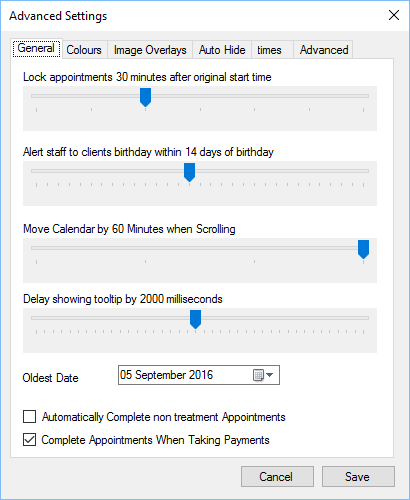 Advanced Settings
General Colours Image Overlays Auto Hide times Advanced
Lock appointments 30 minutes after original start time
Alert staff to clients birthday within 14 days of birthday
Move Calendar by 60 Minutes when Scrolling
Delay showing tooltip by 2000 milliseconds
Oldest Date 05 September 2016
Automatically Complete non treatment Appointments
Complete Appointments When Taking Payments
Cancel Save